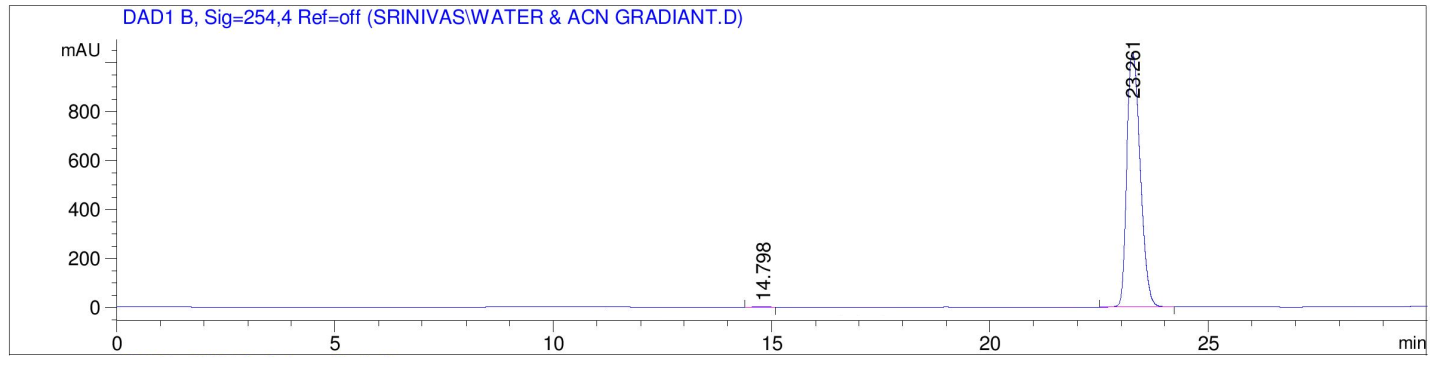 DAD1 B, Sig=254,4 Ref=off (SRINIVAS\WATER & ACN GRADIANT.D)
mAU
23.261
800
600
400
200
14.798
0
0 5 10 15 20 25 min